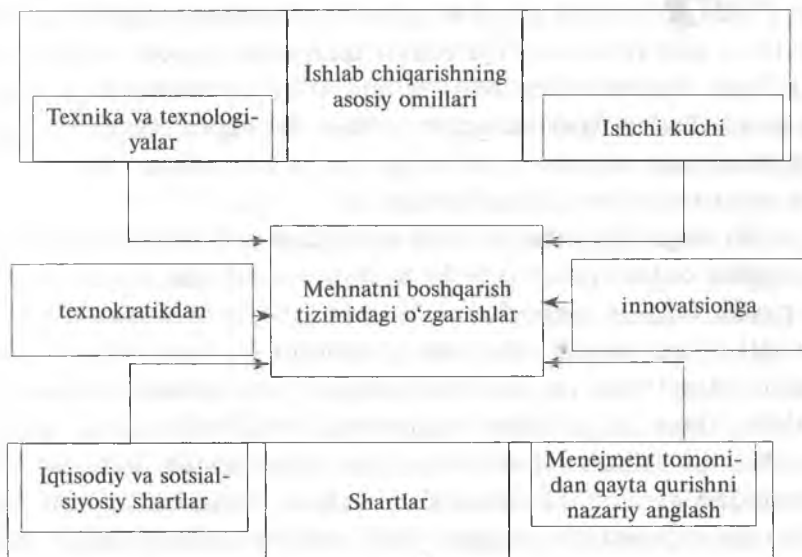 Texnika va texnologi-
yalar
Ishlab chiqarishning
asosiy omillari
Ishchi kuchi
texnokratikdan
Mehnatni boshqarish
tizimidagi o‘zgarishlar
innovatsionga
Iqtisodiy va sotsial-
siyosiy shartlar
Shartlar
Menejment tomoni-
dan qayta qurishni
nazariy anglash